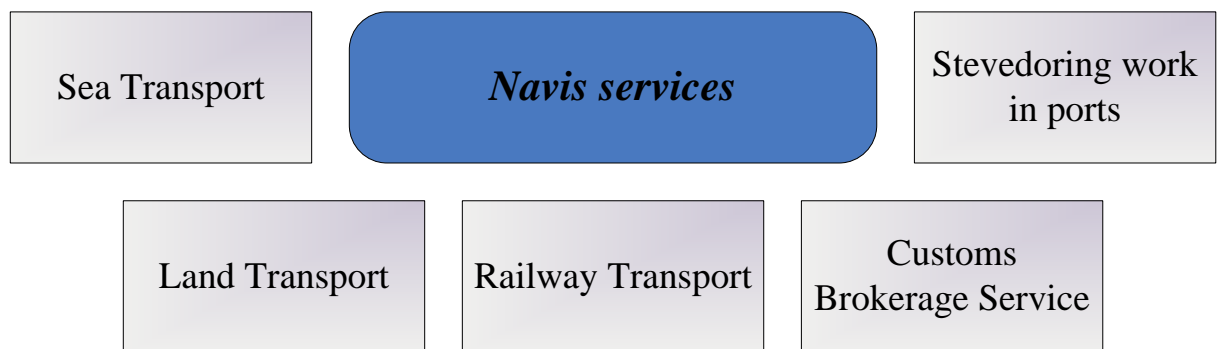 Sea Transport
Navis services
Stevedoring work
in ports
Land Transport
Railway Transport
Customs
Brokerage Service